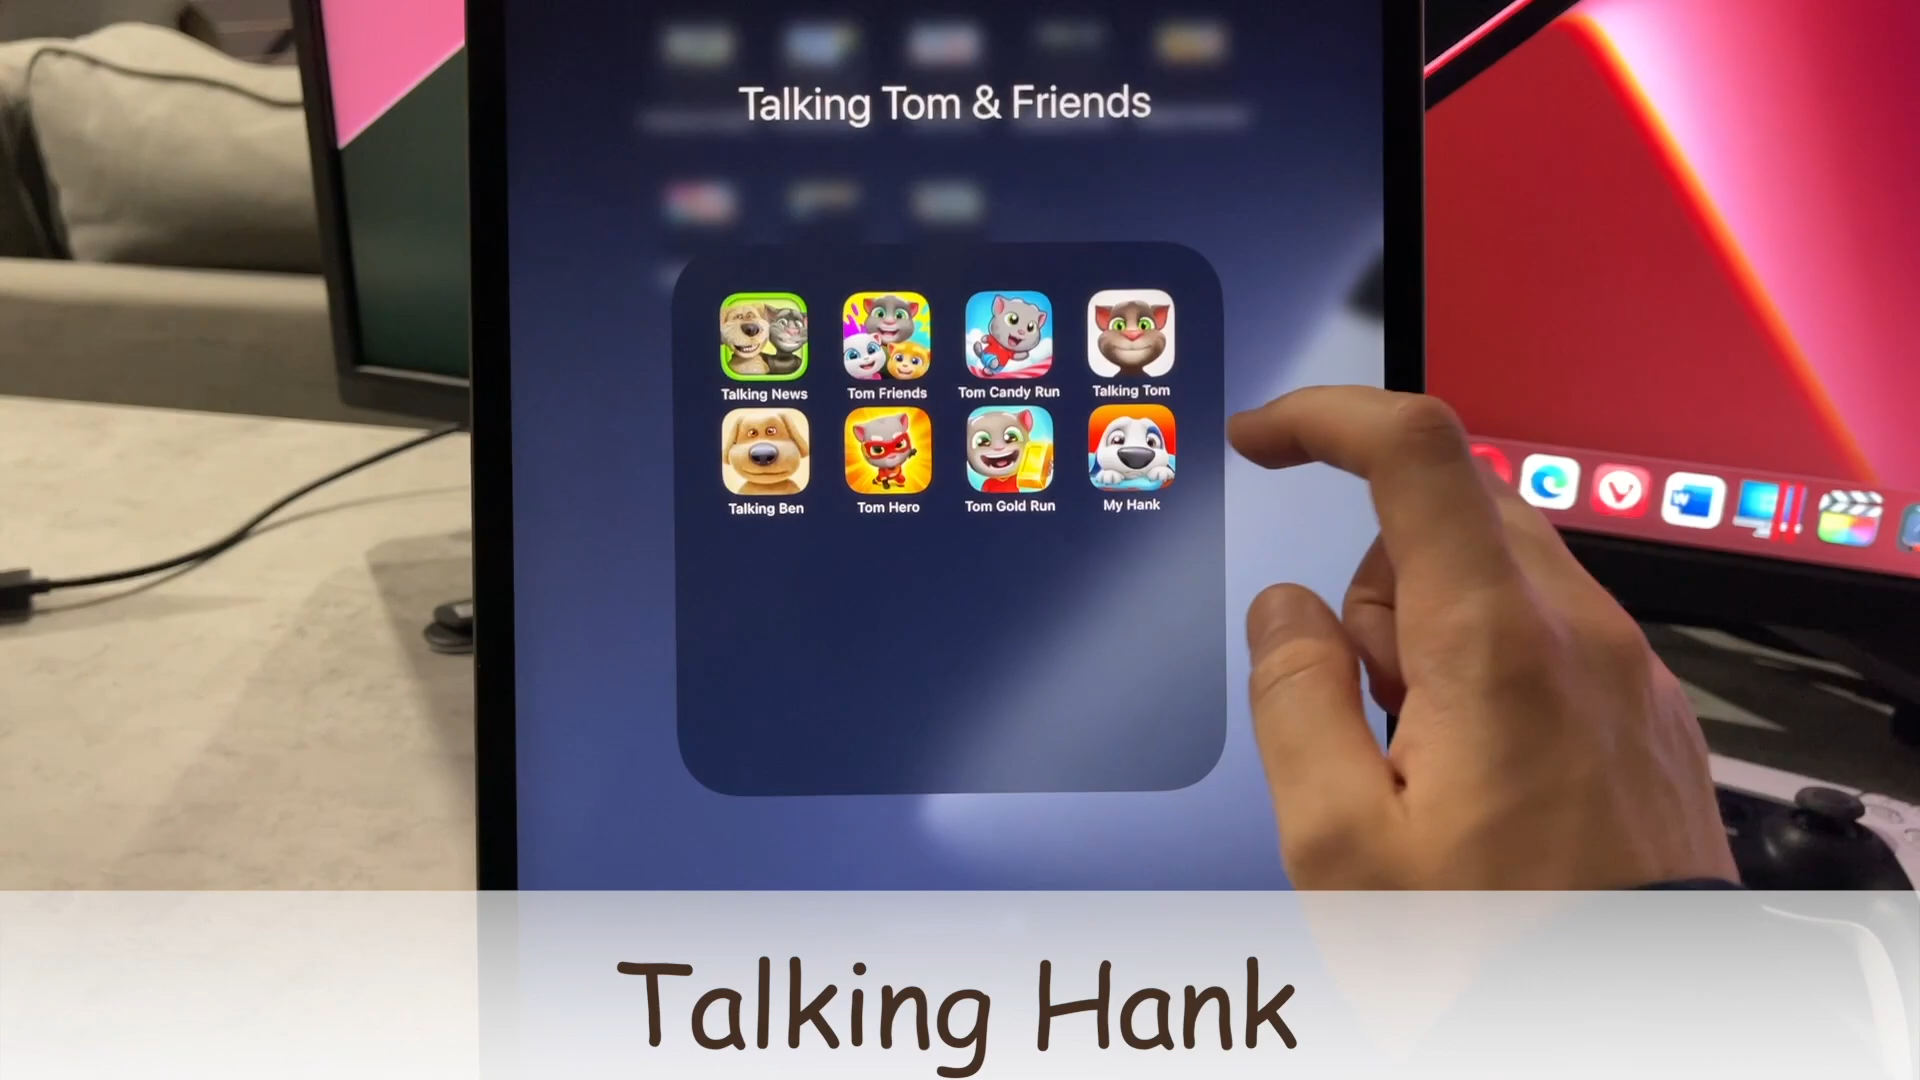 Talking Tom & Friends
Talking News
Tom Friends
Tom Candy Run
Talking Tom
Talking Ben
Tom Hero
Tom Gold Run
My Hank
W
Talking Hank